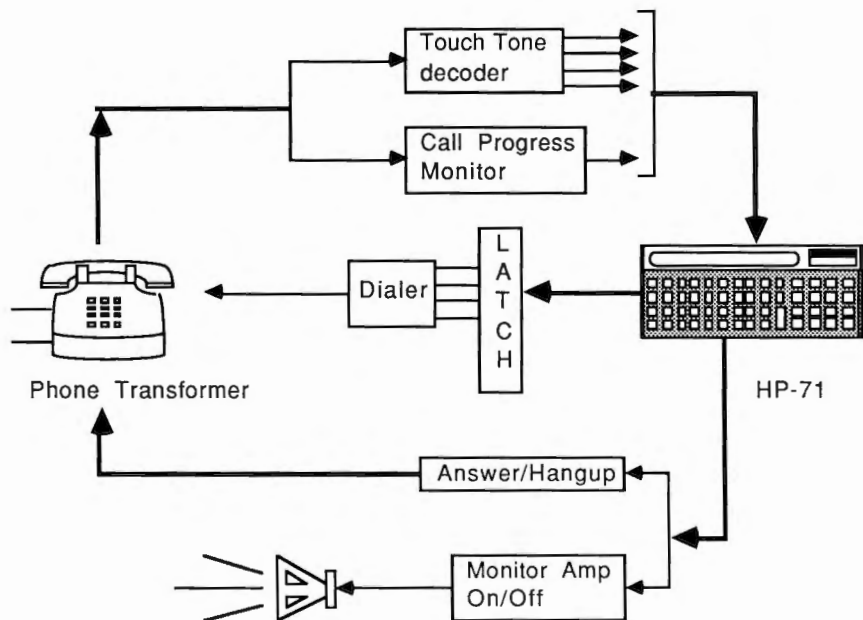 Touch Tone
decoder
Call Progress
Monitor
L
A
T
C
H
Dialer
Phone Transformer
HP-71
Answer/Hangup
Monitor Amp
On/Off